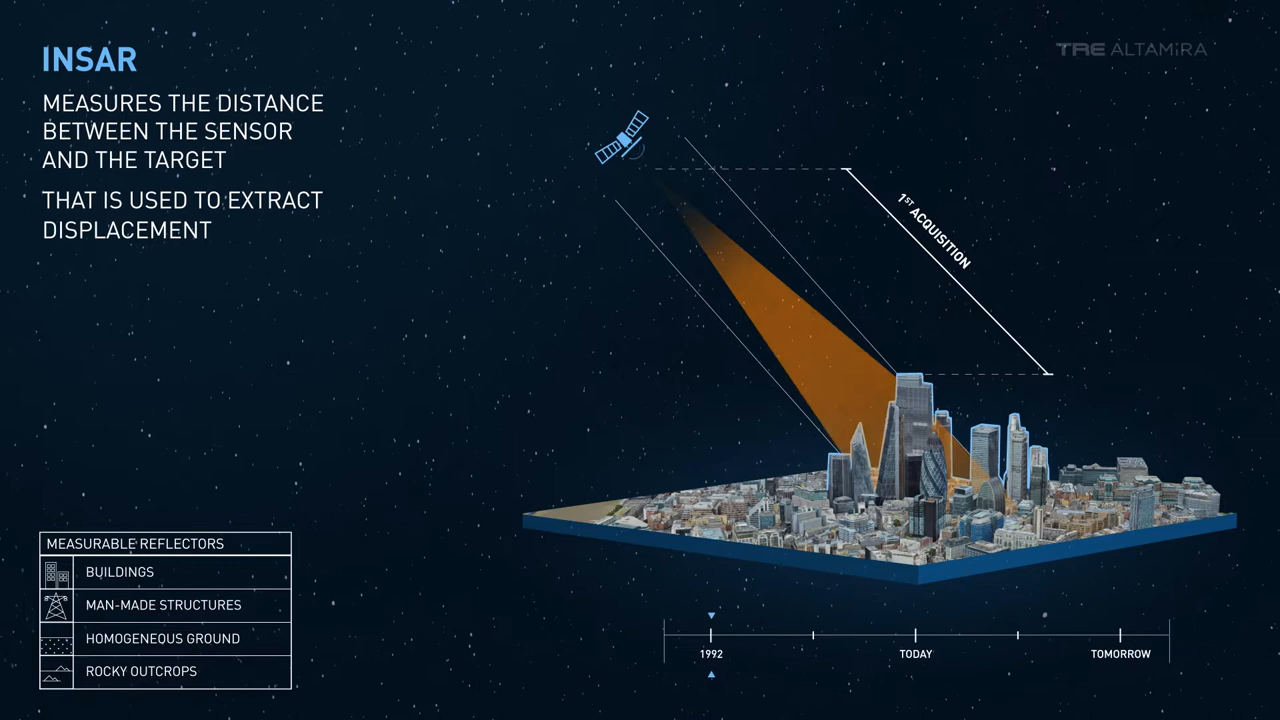 INSAR
MEASURES THE DISTANCE
BETWEEN THE SENSOR
AND THE TARGET
THAT IS USED TO EXTRACT
DISPLACEMENT
TRE ALTAMIRA
1ST ACQUISITION
MEASURABLE REFLECTORS
BUILDINGS
MAN-MADE STRUCTURES
HOMOGENEOUS GROUND
ROCKY OUTCROPS
1992
TODAY
TOMORROW